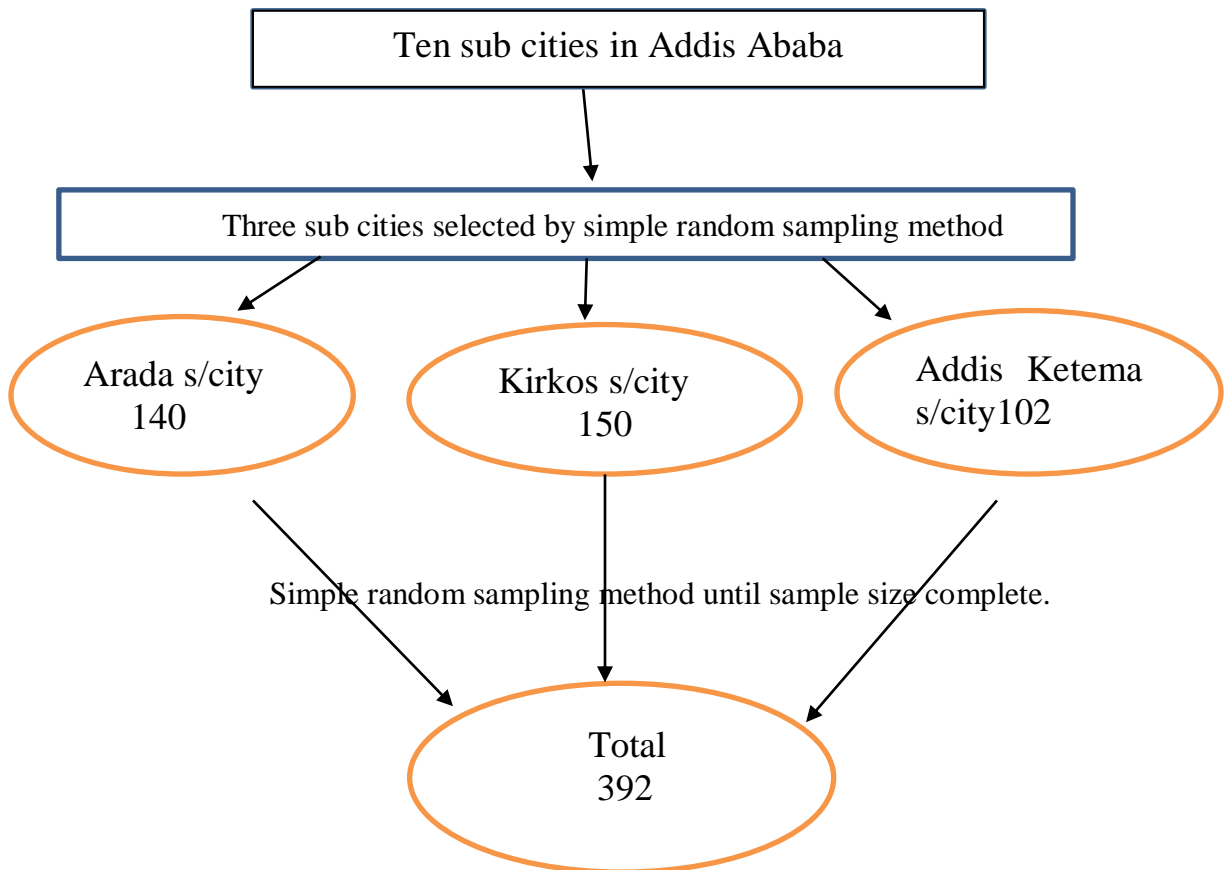 Ten sub cities in Addis Ababa
Three sub cities selected by simple random sampling method
Arada s/city
140
Kirkos s/city
150
Addis Ketema
s/city102
Simple random sampling method until sample size complete.
Total
392